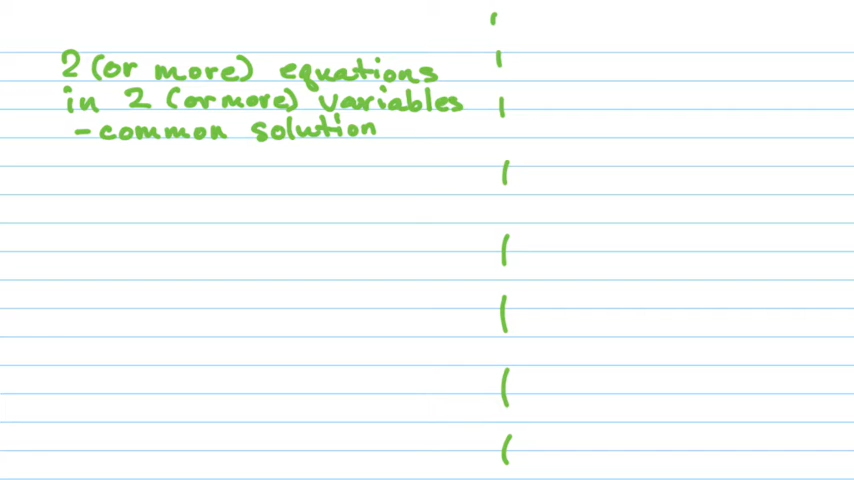 2 (or more) equations
in 2 (or more) variables
- common solution